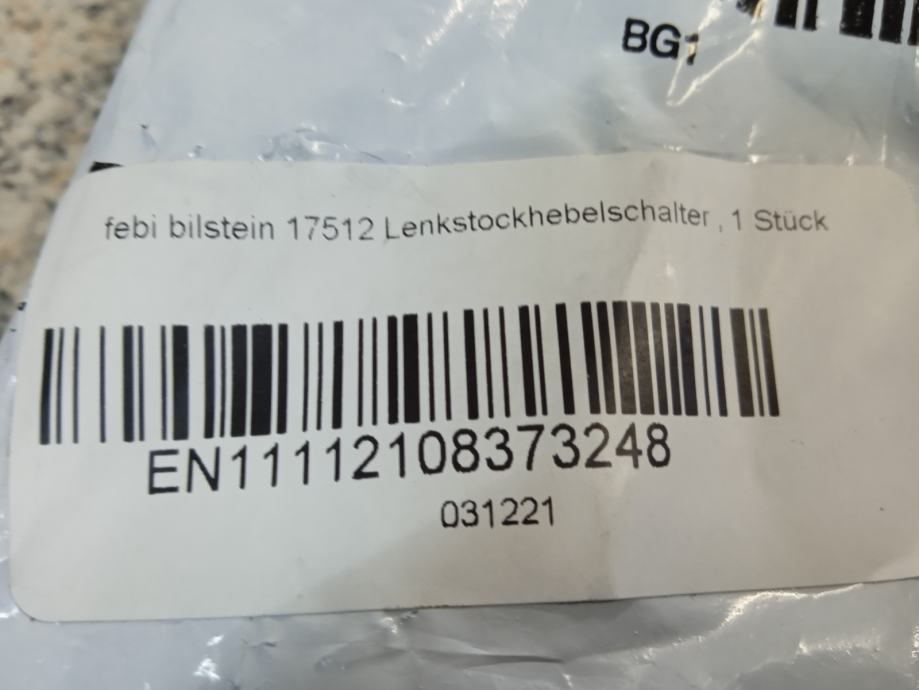 BG1
febi bilstein 17512 Lenkstockhebelschalter , 1 Stück
EN11112108373248
031221